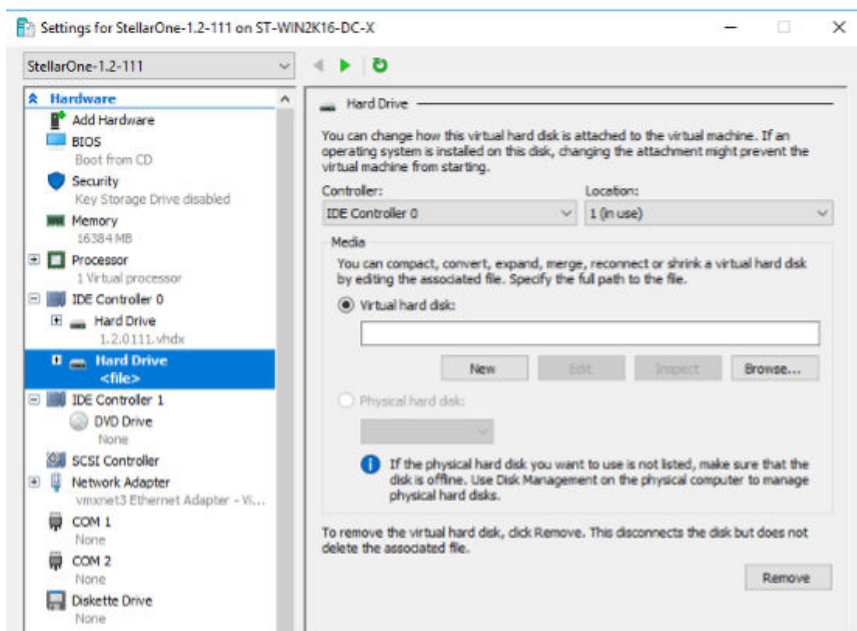 Settings for StellarOne-1.2-111 on ST-WIN2K16-DC-X
StellarOne-1.2-111
Hardware
Add Hardware
BIOS
Boot from CD
Security
Key Storage Drive disabled
Memory
16384 MB
Processor
1 Virtual processor
IDE Controller 0
Hard Drive
1.2.0111.vhdx
Hard Drive
<file>
IDE Controller 1
DVD Drive
None
SCSI Controller
Network Adapter
vmxnet3 Ethernet Adapter - Vi...
COM 1
None
COM 2
None
Diskette Drive
None
Hard Drive
You can change how this virtual hard disk is attached to the virtual machine. If an
operating system is installed on this disk, changing the attachment might prevent the
virtual machine from starting.
Controller: Location:
IDE Controller 0 1 (in use)
Media
You can compact, convert, expand, merge, reconnect or shrink a virtual hard disk
by editing the associated file. Specify the full path to the file.
Virtual hard disk:
New Edit Inspect Browse...
Physical hard disk:
If the physical hard disk you want to use is not listed, make sure that the
disk is offline. Use Disk Management on the physical computer to manage
physical hard disks.
To remove the virtual hard disk, click Remove. This disconnects the disk but does not
delete the associated file.
Remove